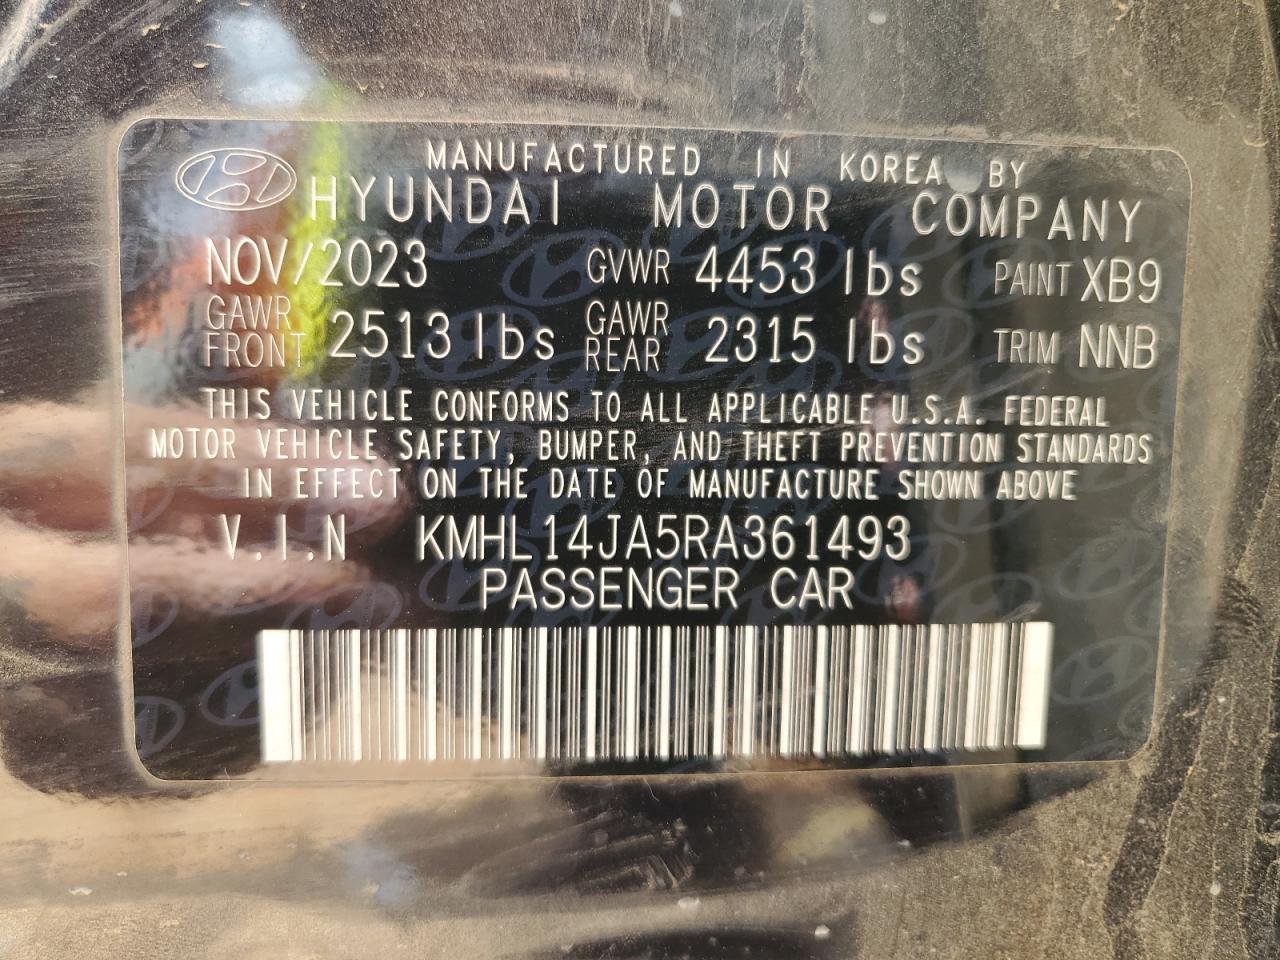 MANUFACTURED IN KOREA BY
HYUNDAI MOTOR COMPANY
NOV/2023 GVWR 4453 lbs PAINT XB9
GAWR FRONT 2513 lbs GAWR REAR 2315 lbs TRIM NNB
THIS VEHICLE CONFORMS TO ALL APPLICABLE U.S.A. FEDERAL
MOTOR VEHICLE SAFETY, BUMPER, AND THEFT PREVENTION STANDARDS
IN EFFECT ON THE DATE OF MANUFACTURE SHOWN ABOVE
V.I.N KMHL14JA5RA361493
PASSENGER CAR